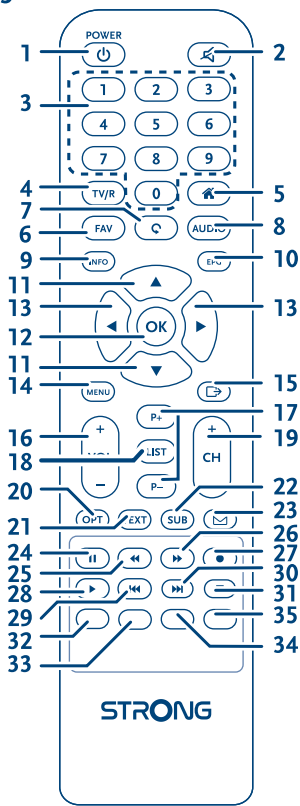 POWER
1 2
1 2 3
3
4 5 6
7 8 9
4 TV/R 0 5
7
6 FAV AUDIO 8
9 INFO EPG 10
11
13 13
12 OK
11
14 MENU 15
P+ 17
16 + + 19
VOL LIST CH
18
− P−
20 22
21 OPT TEXT SUB 23
24 26
25 27
28 30
29 31
32 35
33 34
STRONG